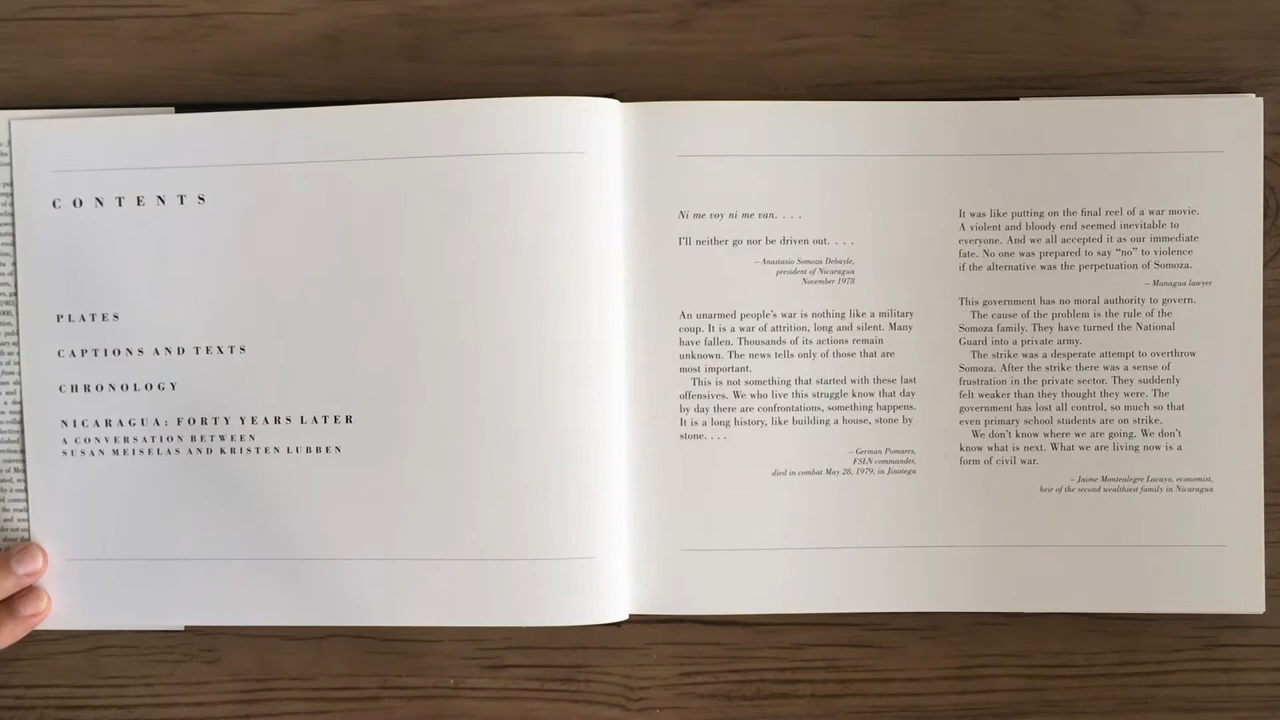 CONTENTS
PLATES
CAPTIONS AND TEXTS
CHRONOLOGY
NICARAGUA: FORTY YEARS LATER
A CONVERSATION BETWEEN
SUSAN MEISELAS AND KRISTEN LUBBEN
Ni me voy ni me van. . . .
I'll neither go nor be driven out. . . .
– Anastasio Somoza Debayle,
president of Nicaragua
November 1978
An unarmed people's war is nothing like a military
coup. It is a war of attrition, long and silent. Many
have fallen. Thousands of its actions remain
unknown. The news tells only of those that are
most important.
This is not something that started with these last
offensives. We who live this struggle know that day
by day there are confrontations, something happens.
It is a long history, like building a house, stone by
stone. . . .
– German Pomares,
FSLN commander,
died in combat May 28, 1979, in Jinotega
It was like putting on the final reel of a war movie.
A violent and bloody end seemed inevitable to
everyone. And we all accepted it as our immediate
fate. No one was prepared to say “no” to violence
if the alternative was the perpetuation of Somoza.
– Managua lawyer
This government has no moral authority to govern.
The cause of the problem is the rule of the
Somoza family. They have turned the National
Guard into a private army.
The strike was a desperate attempt to overthrow
Somoza. After the strike there was a sense of
frustration in the private sector. They suddenly
felt weaker than they thought they were. The
government has lost all control, so much so that
even primary school students are on strike.
We don't know where we are going. We don't
know what is next. What we are living now is a
form of civil war.
– Jaime Montealegre Lacayo, economist,
heir of the second wealthiest family in Nicaragua